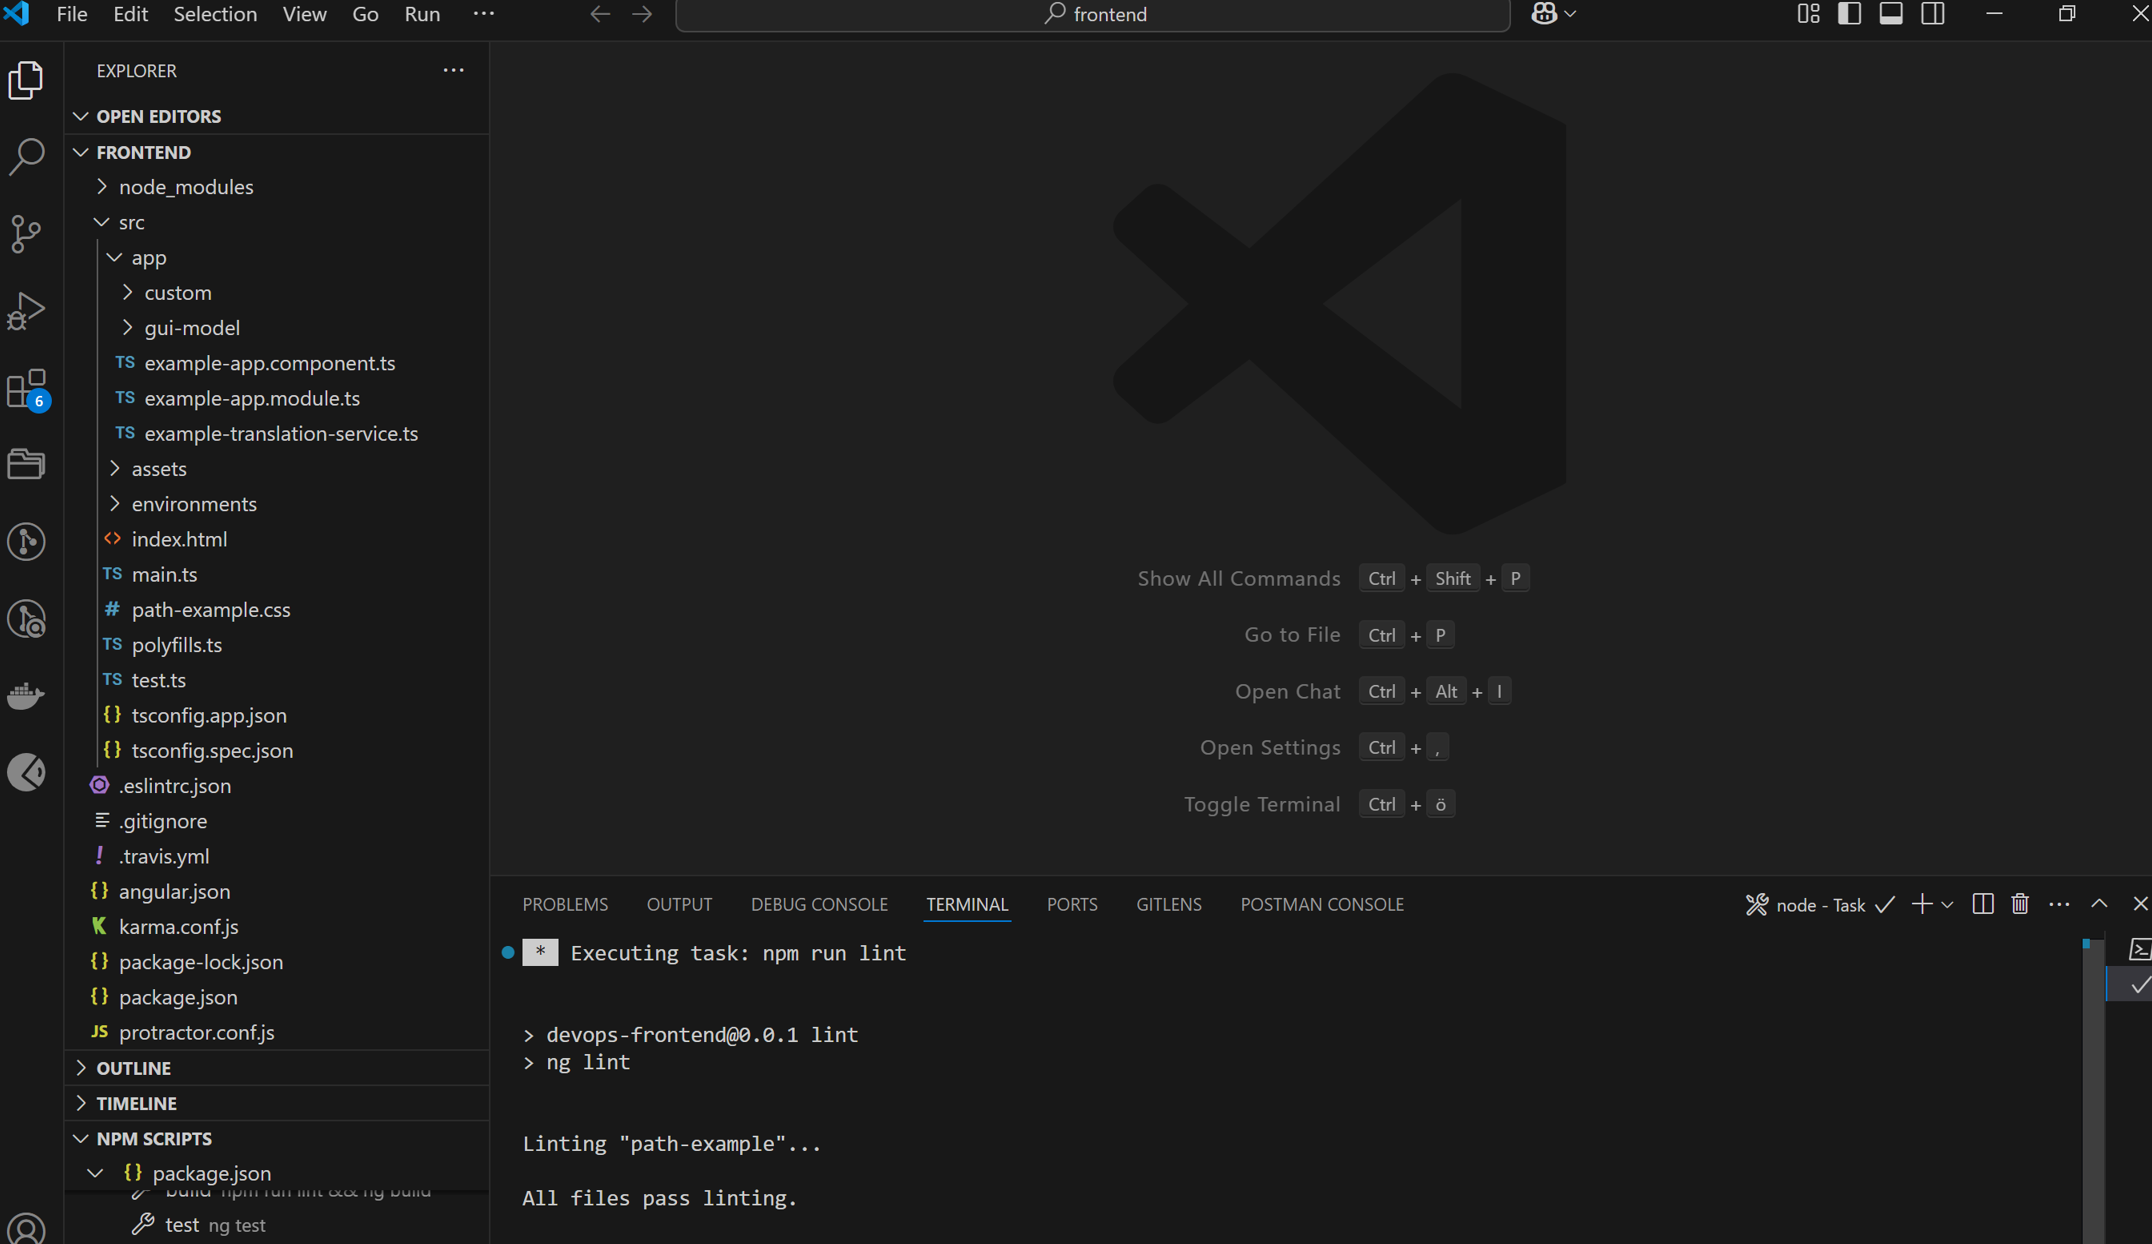 File Edit Selection View Go Run ···
frontend
EXPLORER
OPEN EDITORS
FRONTEND
node_modules
src
app
custom
gui-model
TS example-app.component.ts
TS example-app.module.ts
TS example-translation-service.ts
assets
environments
<> index.html
TS main.ts
# path-example.css
TS polyfills.ts
TS test.ts
{} tsconfig.app.json
{} tsconfig.spec.json
.eslintrc.json
.gitignore
! .travis.yml
{} angular.json
K karma.conf.js
{} package-lock.json
{} package.json
JS protractor.conf.js
OUTLINE
TIMELINE
NPM SCRIPTS
{} package.json
build npm run lint && ng build
test ng test
6
Show All Commands Ctrl + Shift + P
Go to File Ctrl + P
Open Chat Ctrl + Alt + I
Open Settings Ctrl + ,
Toggle Terminal Ctrl + ö
PROBLEMS OUTPUT DEBUG CONSOLE TERMINAL PORTS GITLENS POSTMAN CONSOLE
node - Task
* Executing task: npm run lint
> devops-frontend@0.0.1 lint
> ng lint
Linting "path-example"...
All files pass linting.